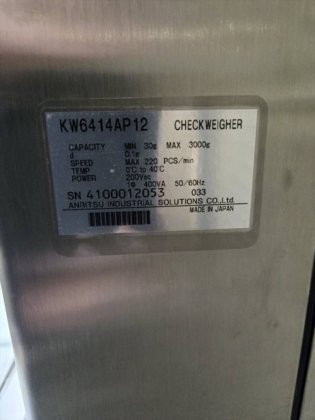 KW6414AP12 CHECKWEIGHER
CAPACITY MIN 30g MAX 3000g
d 0.1g
SPEED MAX 220 PCS/min
TEMP 0℃ to 40℃
POWER 200Vac
1Φ 400VA 50/60Hz
SN 4100012053 033
ANRITSU INDUSTRIAL SOLUTIONS CO.,Ltd.
MADE IN JAPAN